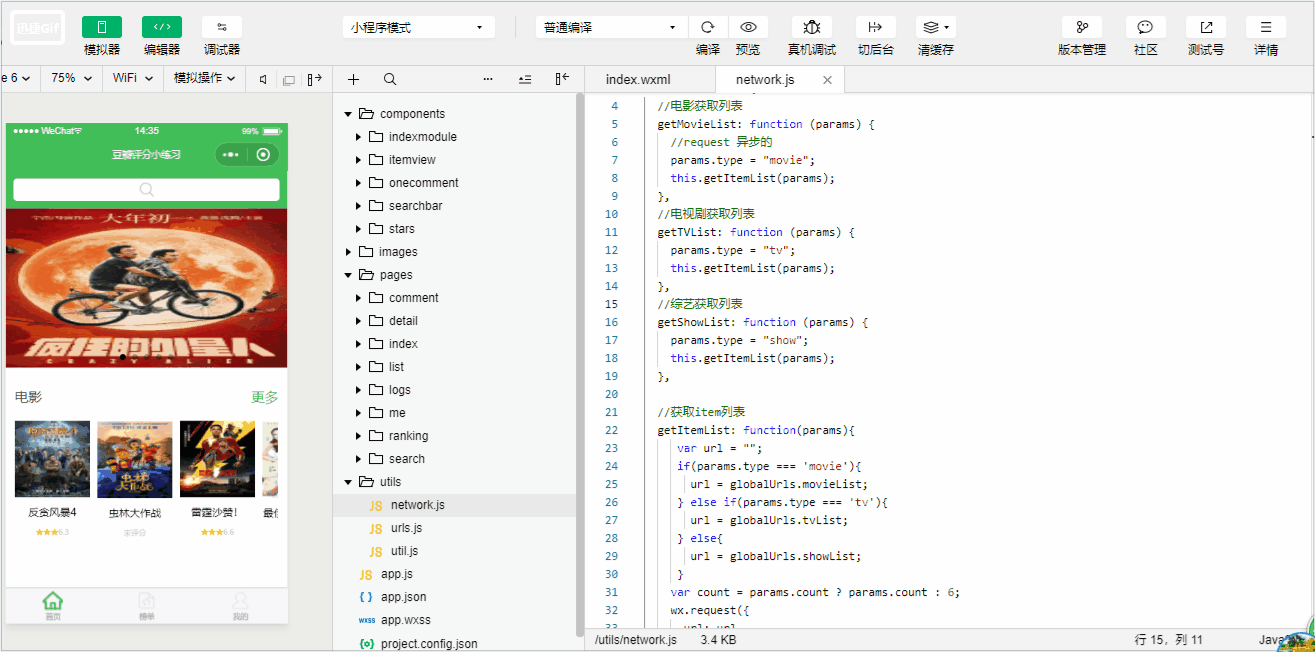 迅捷GIF
模拟器
编辑器
调试器
小程序模式
普通编译
编译
预览
真机调试
切后台
清缓存
版本管理
社区
测试号
详情
e 6
75%
WiFi
模拟操作
index.wxml
network.js
WeChat
14:35
99%
豆瓣评分小练习
大年初一
疯狂的外星人
CRAZY ALIEN
电影
更多
反贪风暴4
虫林大作战
雷霆沙赞!
6.3
未评分
6.6
首页
榜单
我的
components
indexmodule
itemview
onecomment
searchbar
stars
images
pages
comment
detail
index
list
logs
me
ranking
search
utils
JS network.js
JS urls.js
JS util.js
JS app.js
{ } app.json
wxss app.wxss
{o} project.config.json
4 //电影获取列表
5 getMovieList: function (params) {
6 //request 异步的
7 params.type = "movie";
8 this.getItemList(params);
9 },
10 //电视剧获取列表
11 getTVList: function (params) {
12 params.type = "tv";
13 this.getItemList(params);
14 },
15 //综艺获取列表
16 getShowList: function (params) {
17 params.type = "show";
18 this.getItemList(params);
19 },
20
21 //获取item列表
22 getItemList: function(params){
23 var url = "";
24 if(params.type === 'movie'){
25 url = globalUrls.movieList;
26 } else if(params.type === 'tv'){
27 url = globalUrls.tvList;
28 } else{
29 url = globalUrls.showList;
30 }
31 var count = params.count ? params.count : 6;
32 wx.request({
33 url: url
/utils/network.js
3.4 KB
行 15，列 11
Java